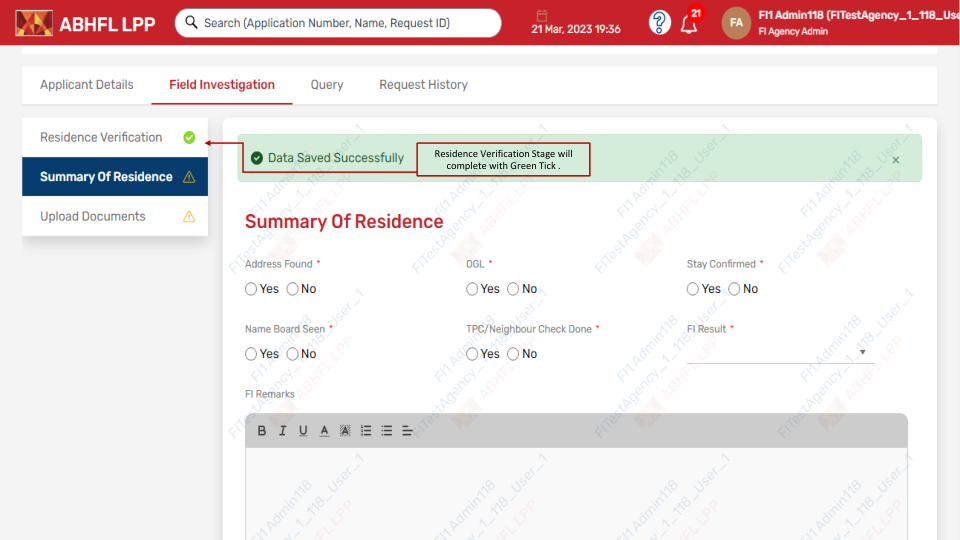 ABHFL LPP
Search (Application Number, Name, Request ID)
21 Mar, 2023 19:36
21
FA
FI1 Admin118 (FITestAgency_1_118_Use
FI Agency Admin
Applicant Details
Field Investigation
Query
Request History
Residence Verification
Summary Of Residence
Upload Documents
Data Saved Successfully
Residence Verification Stage will
complete with Green Tick .
×
Summary Of Residence
Address Found *
OGL *
Stay Confirmed *
Yes No
Yes No
Yes No
Name Board Seen *
TPC/Neighbour Check Done *
FI Result *
Yes No
Yes No
FI Remarks
B I U A A